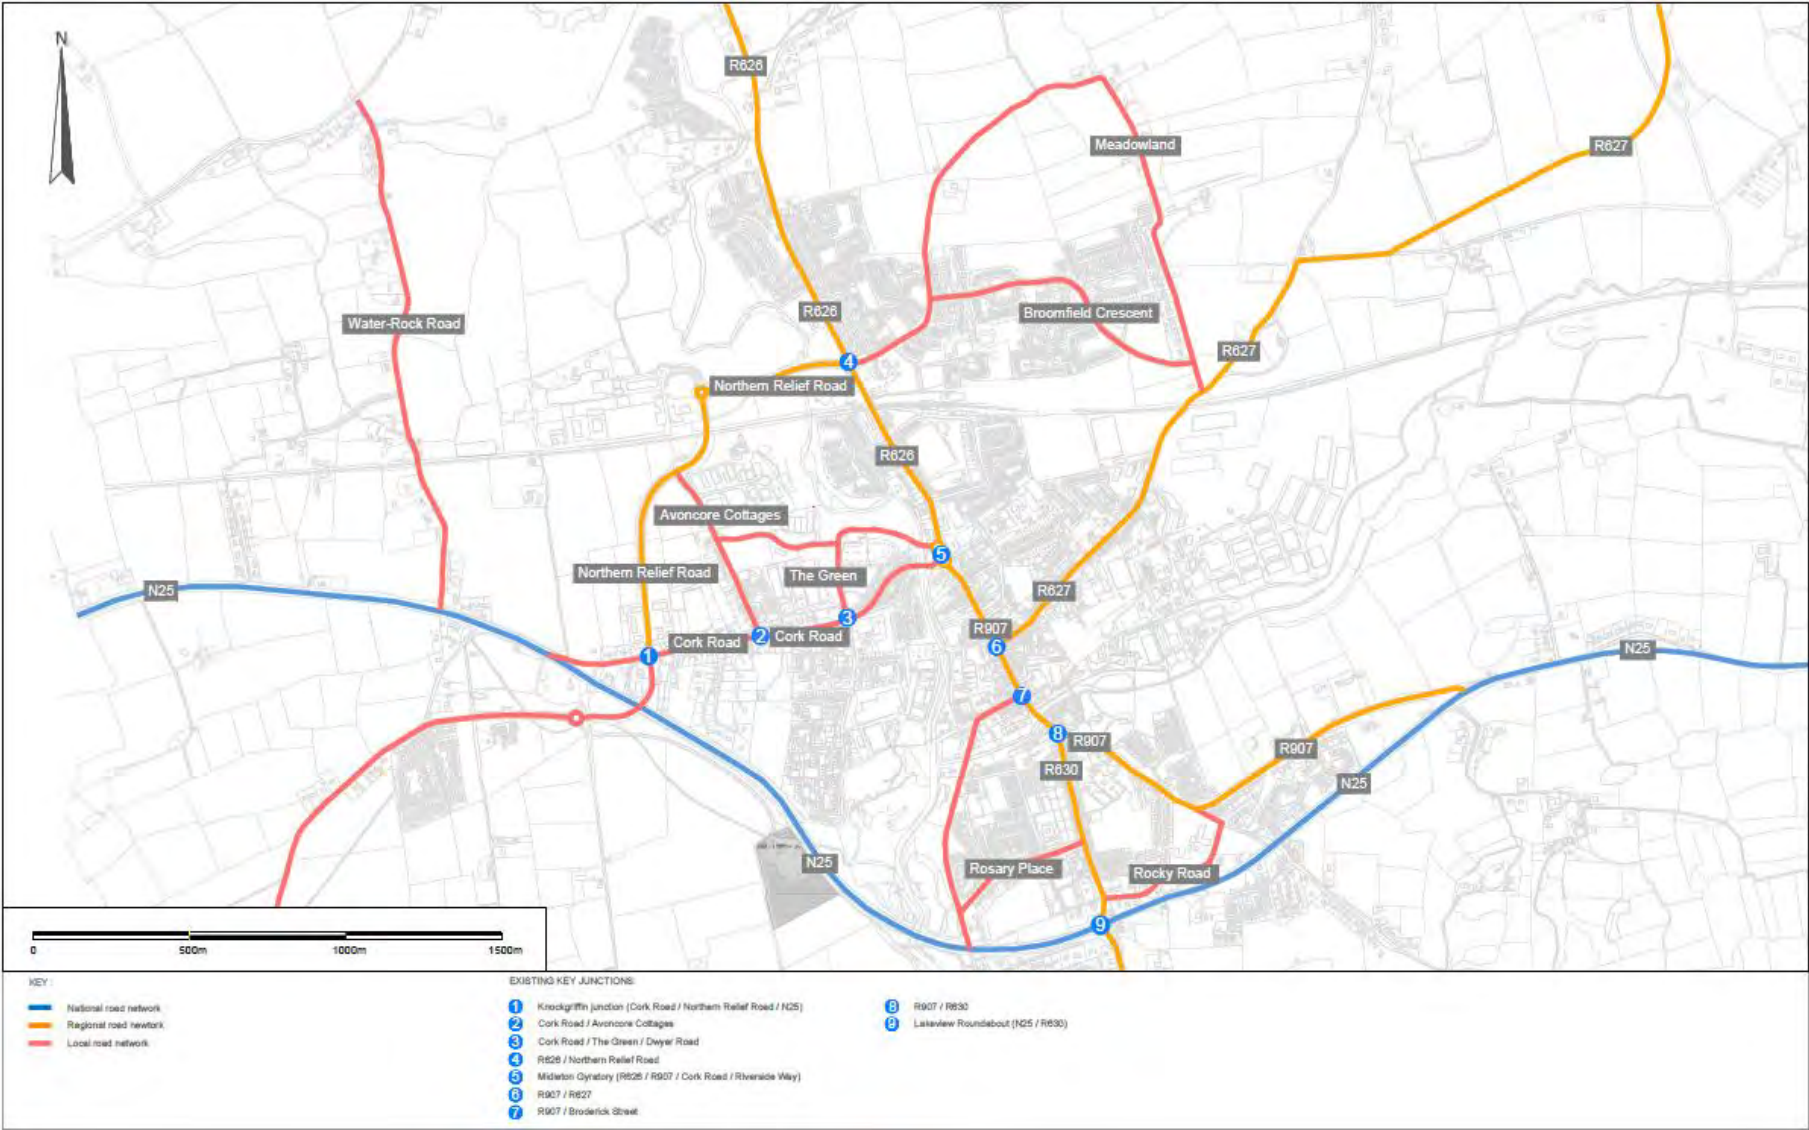 N
R626
Meadowland
R627
Water-Rock Road
R626
Broomfield Crescent
R627
4
Northern Relief Road
R626
Avoncore Cottages
5
Northern Relief Road
The Green
N25
R627
3
R907
1
Cork Road
2
Cork Road
6
N25
7
8
R907
R907
R630
N25
N25
Rosary Place
Rocky Road
9
0 500m 1000m 1500m
KEY :
National road network
Regional road newtork
Local road network
EXISTING KEY JUNCTIONS:
1 Knockgriffin junction (Cork Road / Northern Relief Road / N25)
2 Cork Road / Avoncore Cottages
3 Cork Road / The Green / Dwyer Road
4 R626 / Northern Relief Road
5 Midleton Gyratory (R626 / R907 / Cork Road / Riverside Way)
6 R907 / R627
7 R907 / Broderick Street
8 R907 / R630
9 Lakeview Roundabout (N25 / R630)